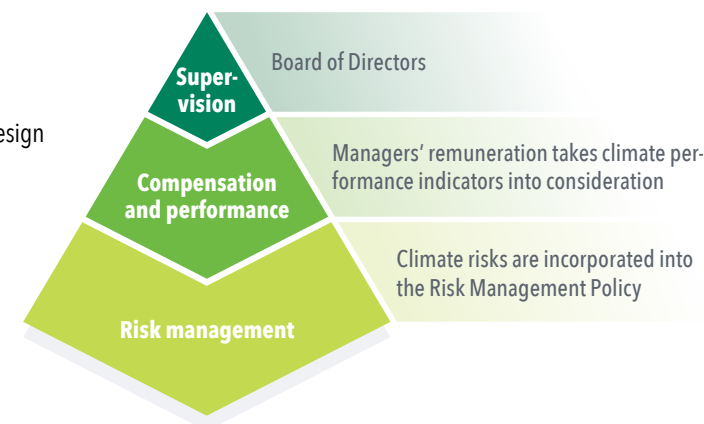 Super-
vision
Board of Directors
esign
Compensation
and performance
Managers’ remuneration takes climate per-
formance indicators into consideration
Risk management
Climate risks are incorporated into
the Risk Management Policy